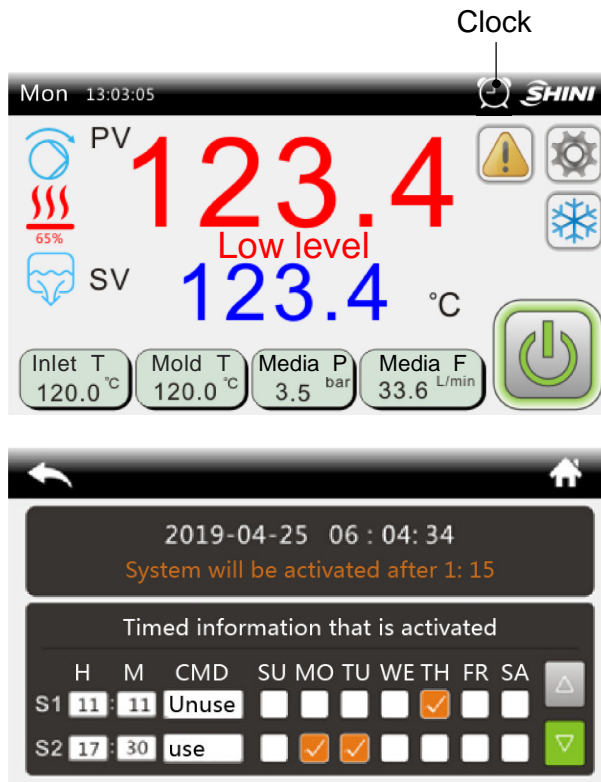 Clock
Mon 13:03:05 SHINI
PV 123.4
65%
Low level
SV 123.4 °C
Inlet T Mold T Media P Media F
120.0 °C 120.0 °C 3.5 bar 33.6 L/min
2019-04-25 06 : 04: 34
System will be activated after 1: 15
Timed information that is activated
H M CMD SU MO TU WE TH FR SA
S1 11 : 11 Unuse
S2 17 : 30 use